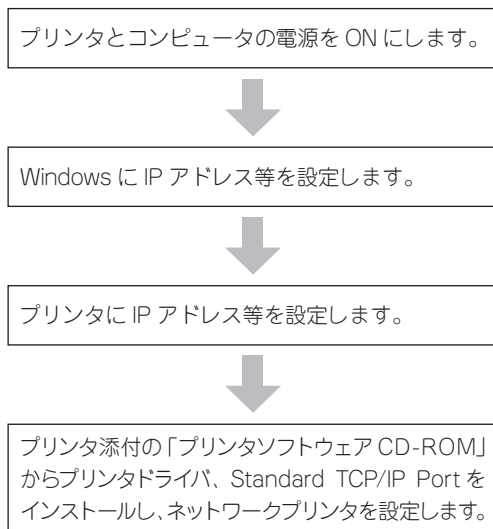 プリンタとコンピュータの電源を ON にします。
Windows に IP アドレス等を設定します。
プリンタに IP アドレス等を設定します。
プリンタ添付の「プリンタソフトウェア CD-ROM」
からプリンタドライバ、Standard TCP/IP Port を
インストールし、ネットワークプリンタを設定します。